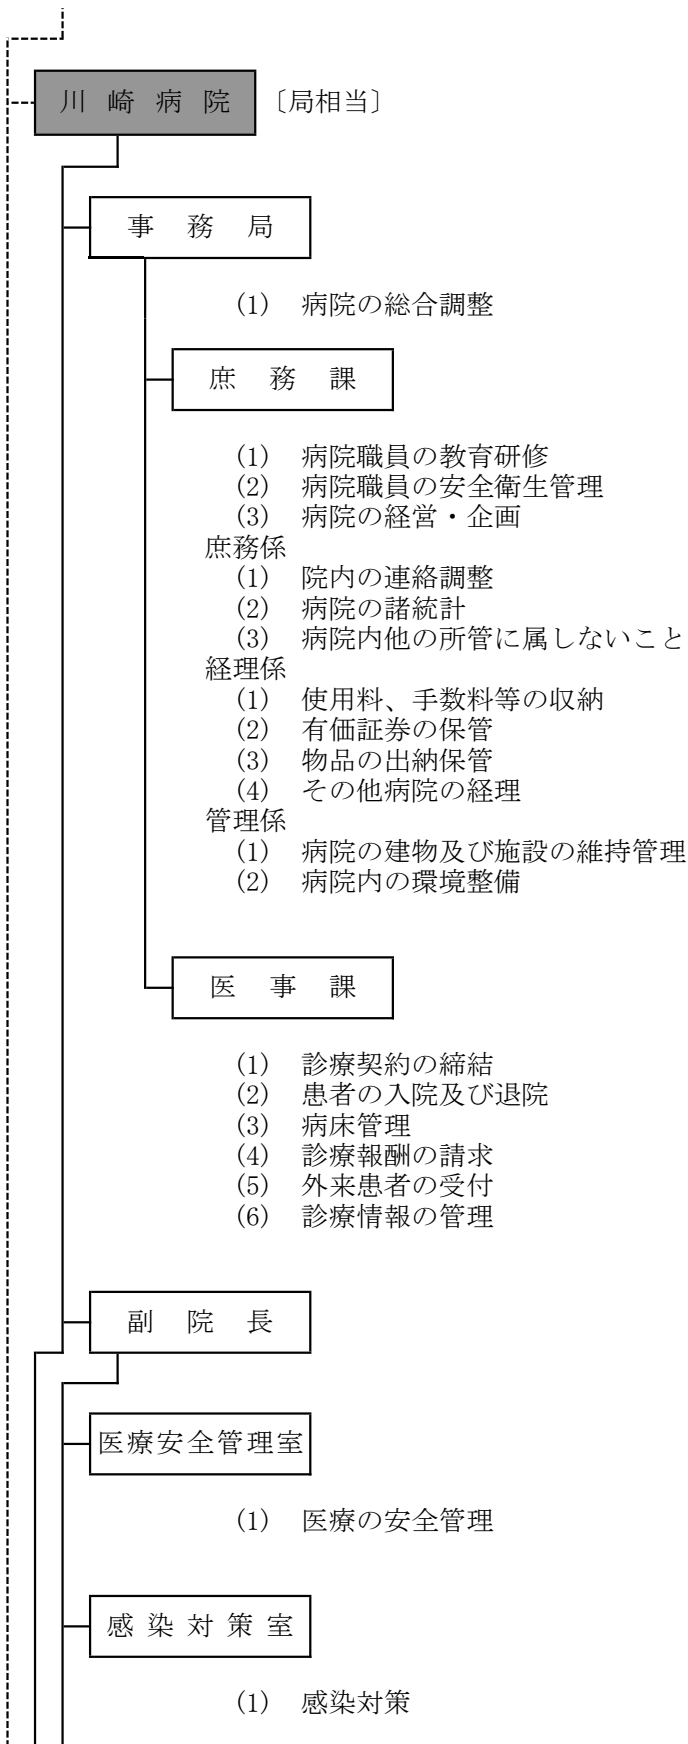 川崎病院 〔局相当〕
事務局
(1) 病院の総合調整
庶務課
(1) 病院職員の教育研修
(2) 病院職員の安全衛生管理
(3) 病院の経営・企画
庶務係
(1) 院内の連絡調整
(2) 病院の諸統計
(3) 病院内他の所管に属しないこと
経理係
(1) 使用料、手数料等の収納
(2) 有価証券の保管
(3) 物品の出納保管
(4) その他病院の経理
管理係
(1) 病院の建物及び施設の維持管理
(2) 病院内の環境整備
医事課
(1) 診療契約の締結
(2) 患者の入院及び退院
(3) 病床管理
(4) 診療報酬の請求
(5) 外来患者の受付
(6) 診療情報の管理
副院長
医療安全管理室
(1) 医療の安全管理
感染対策室
(1) 感染対策